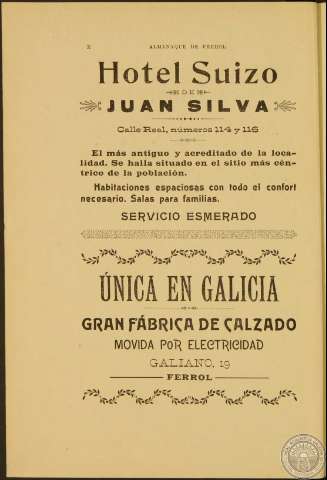 X ALMANAQUE DE FERROL
Hotel Suizo
DE
JUAN SILVA
Calle Real, números 114 y 116
El más antiguo y acreditado de la loca-
lidad. Se halla situado en el sitio más cén-
trico de la población.
Habitaciones espaciosas con todo el confort
necesario. Salas para familias.
SERVICIO ESMERADO
ÚNICA EN GALICIA
GRAN FÁBRICA DE CALZADO
MOVIDA POR ELECTRICIDAD
GALIANO, 19
FERROL